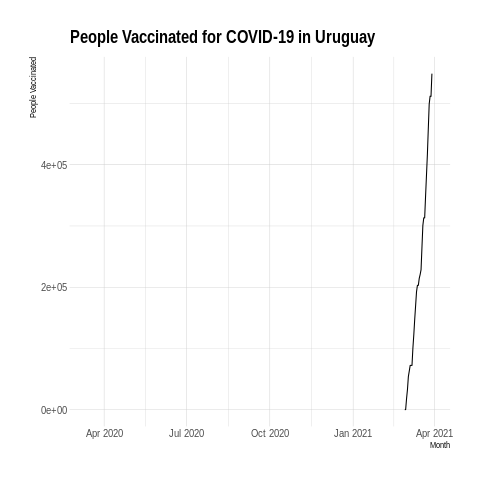 People Vaccinated for COVID-19 in Uruguay
People Vaccinated
4e+05
2e+05
0e+00
Apr 2020 Jul 2020 Oct 2020 Jan 2021 Apr 2021
Month